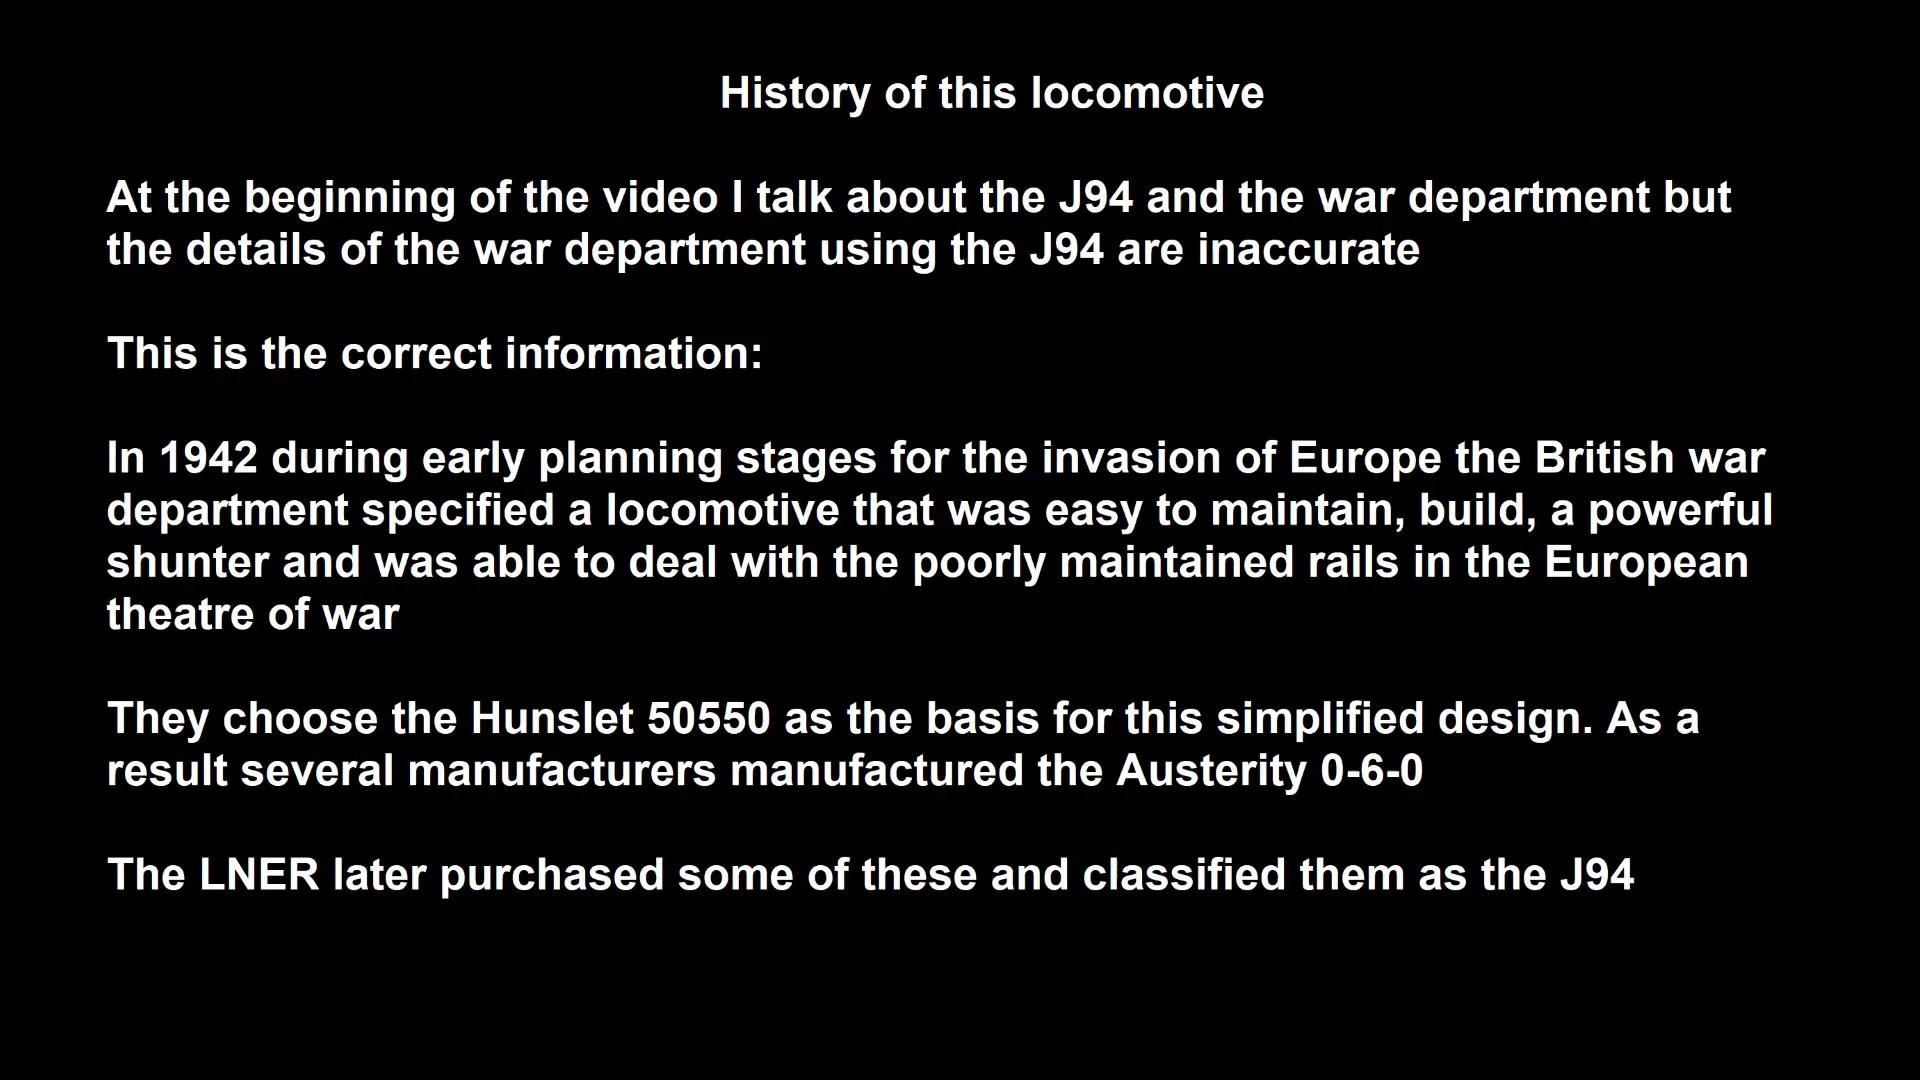 History of this locomotive
At the beginning of the video I talk about the J94 and the war department but
the details of the war department using the J94 are inaccurate
This is the correct information:
In 1942 during early planning stages for the invasion of Europe the British war
department specified a locomotive that was easy to maintain, build, a powerful
shunter and was able to deal with the poorly maintained rails in the European
theatre of war
They choose the Hunslet 50550 as the basis for this simplified design. As a
result several manufacturers manufactured the Austerity 0-6-0
The LNER later purchased some of these and classified them as the J94